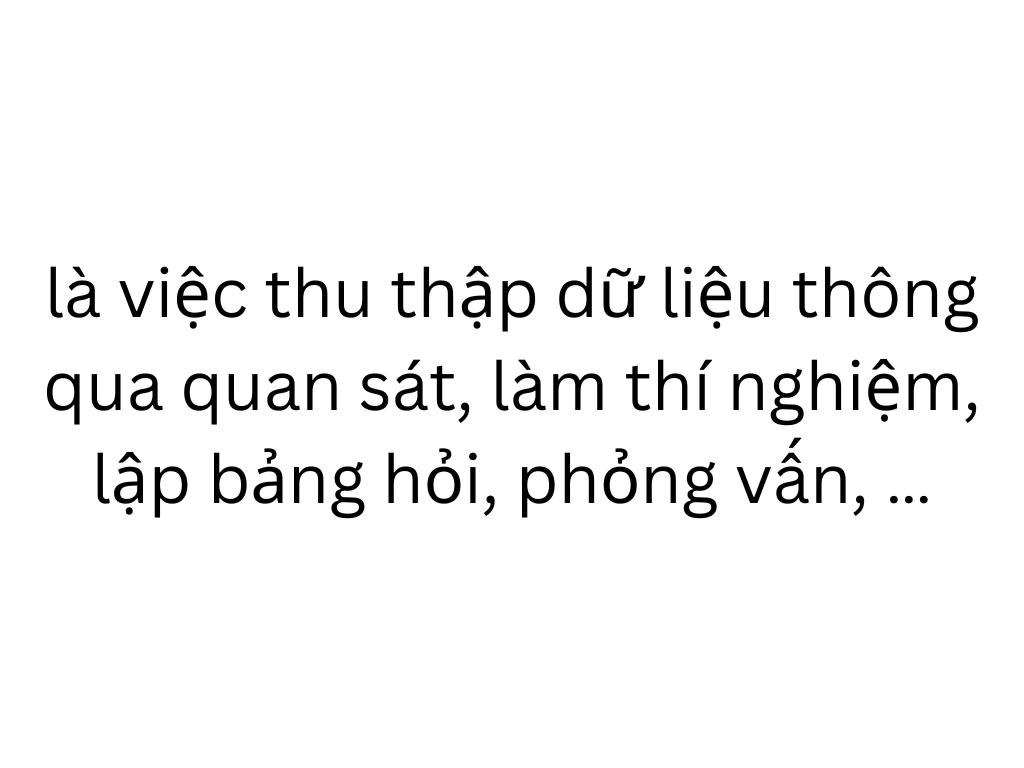 là việc thu thập dữ liệu thông
qua quan sát, làm thí nghiệm,
lập bảng hỏi, phỏng vấn, ...